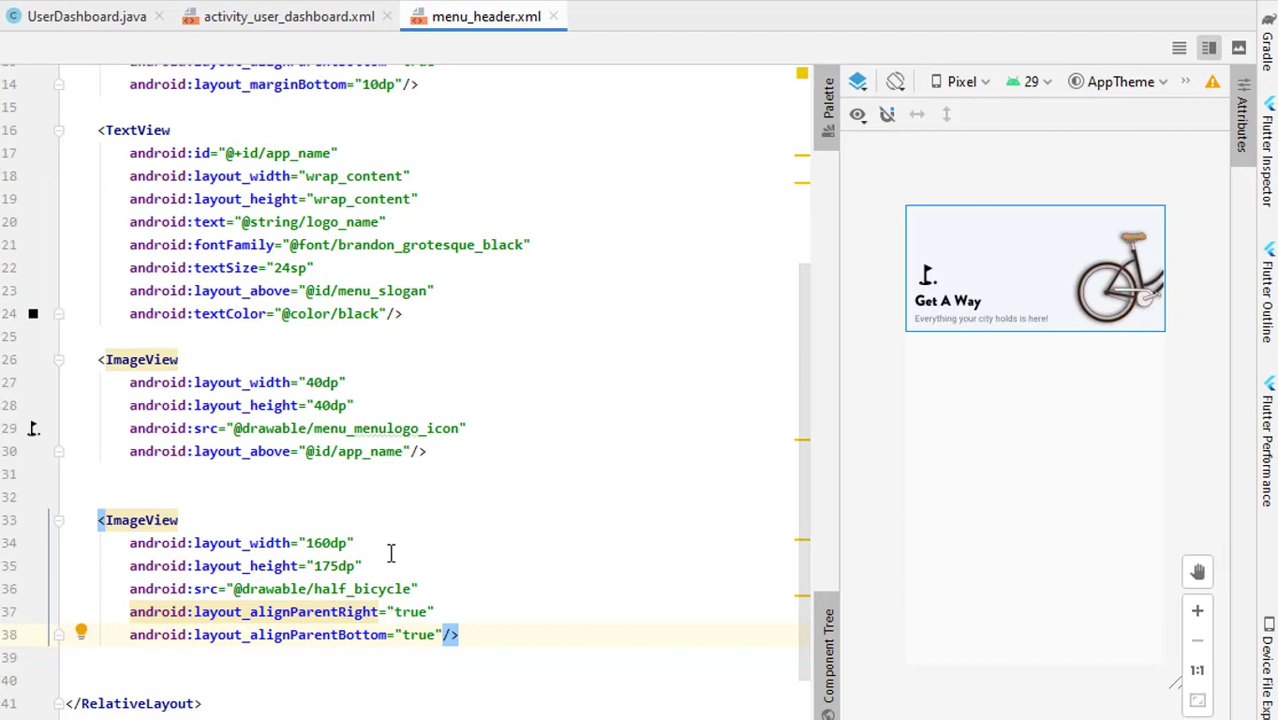 UserDashboard.java
activity_user_dashboard.xml
menu_header.xml
14 android:layout_marginBottom="10dp"/>
15
16 <TextView
17 android:id="@+id/app_name"
18 android:layout_width="wrap_content"
19 android:layout_height="wrap_content"
20 android:text="@string/logo_name"
21 android:fontFamily="@font/brandon_grotesque_black"
22 android:textSize="24sp"
23 android:layout_above="@id/menu_slogan"
24 android:textColor="@color/black"/>
25
26 <ImageView
27 android:layout_width="40dp"
28 android:layout_height="40dp"
29 android:src="@drawable/menu_menulogo_icon"
30 android:layout_above="@id/app_name"/>
31
32
33 <ImageView
34 android:layout_width="160dp"
35 android:layout_height="175dp"
36 android:src="@drawable/half_bicycle"
37 android:layout_alignParentRight="true"
38 android:layout_alignParentBottom="true"/>
39
40
41 </RelativeLayout>
Palette
Component Tree
Pixel
29
AppTheme
Get A Way
Everything your city holds is here!
1:1
Attributes
Gradle
Flutter Inspector
Flutter Outline
Flutter Performance